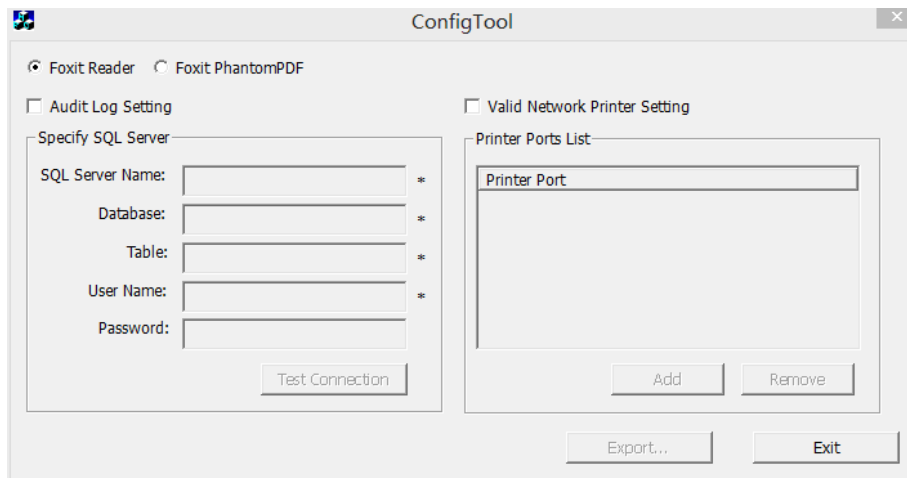 ConfigTool
Foxit Reader Foxit PhantomPDF
Audit Log Setting
Specify SQL Server
SQL Server Name: *
Database: *
Table: *
User Name: *
Password:
Test Connection
Valid Network Printer Setting
Printer Ports List
Printer Port
Add Remove
Export... Exit